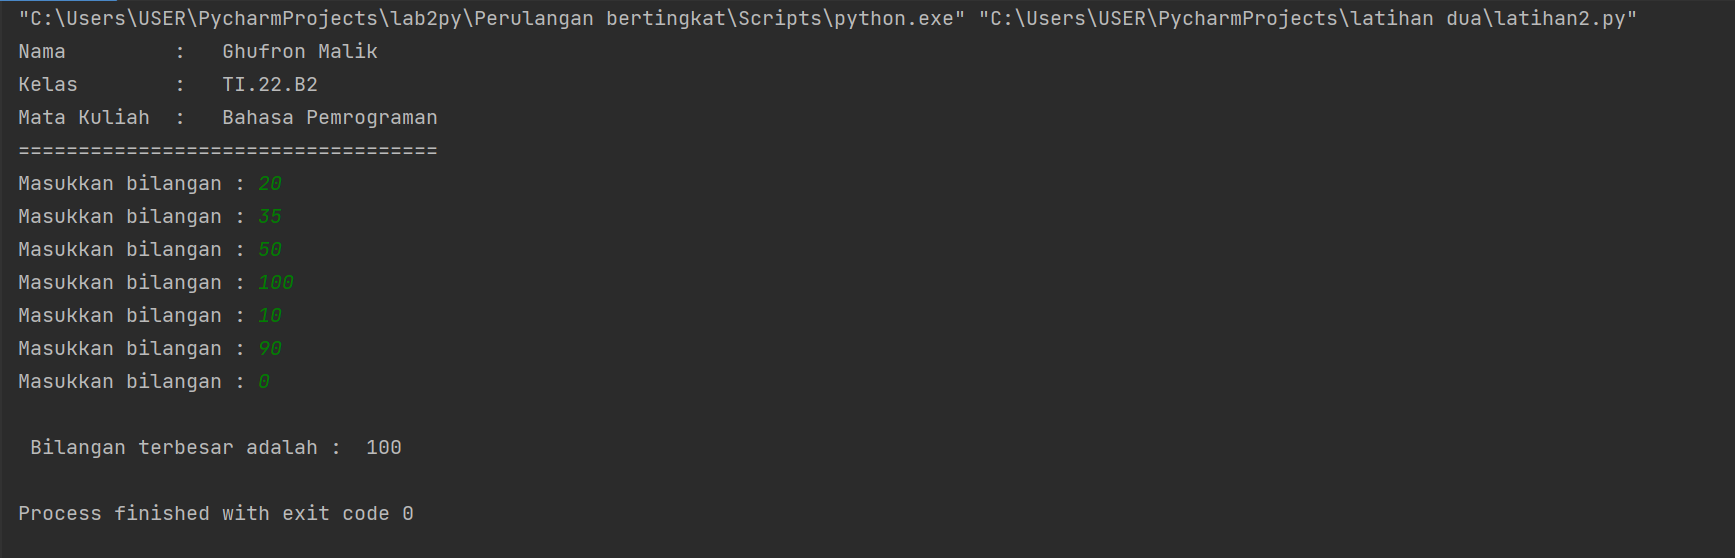 "C:\Users\USER\PycharmProjects\lab2py\Perulangan bertingkat\Scripts\python.exe" "C:\Users\USER\PycharmProjects\latihan dua\latihan2.py"
Nama         :   Ghufron Malik
Kelas        :   TI.22.B2
Mata Kuliah  :   Bahasa Pemrograman
===================================
Masukkan bilangan : 20
Masukkan bilangan : 35
Masukkan bilangan : 50
Masukkan bilangan : 100
Masukkan bilangan : 10
Masukkan bilangan : 90
Masukkan bilangan : 0
 Bilangan terbesar adalah :  100
Process finished with exit code 0